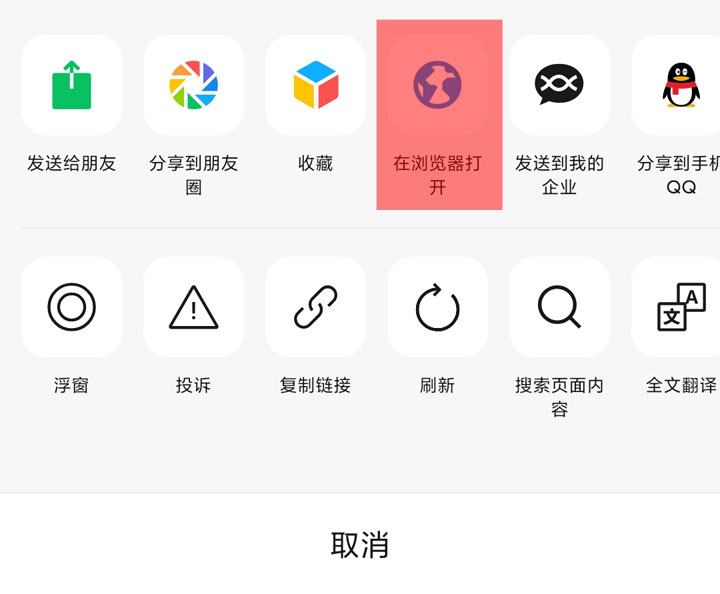 发送给朋友
分享到朋友
圈
收藏
在浏览器打
开
发送到我的
企业
分享到手机
QQ
浮窗
投诉
复制链接
刷新
搜索页面内
容
文
A
全文翻译
取消